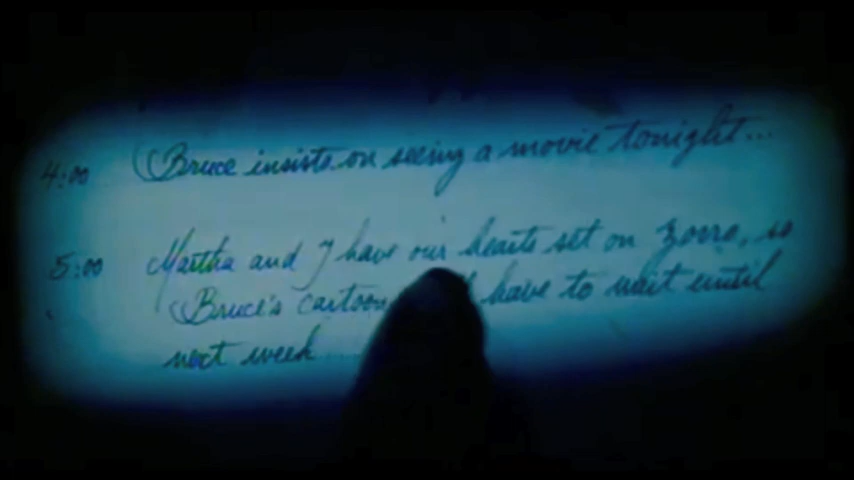 4:00 Bruce insists on seeing a movie tonight...
5:00 Martha and I have our hearts set on Zorro, so
Bruce's cartoon have to wait until
next week